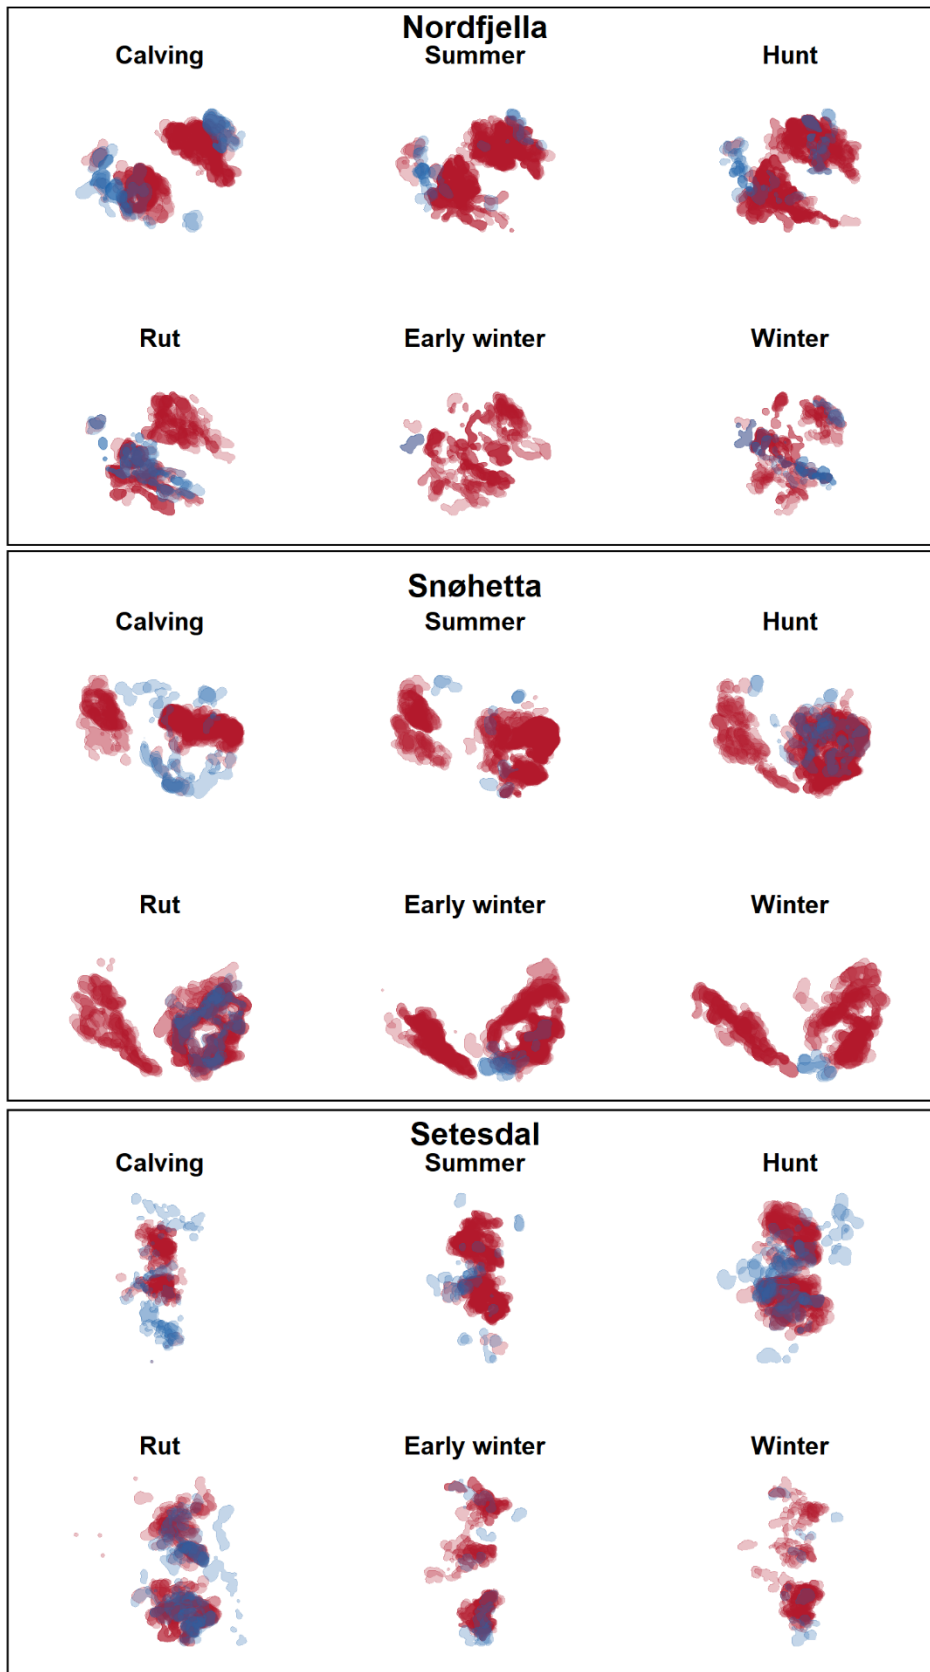 Nordfjella
Calving Summer Hunt
Rut Early winter Winter
Snøhetta
Calving Summer Hunt
Rut Early winter Winter
Setesdal
Calving Summer Hunt
Rut Early winter Winter